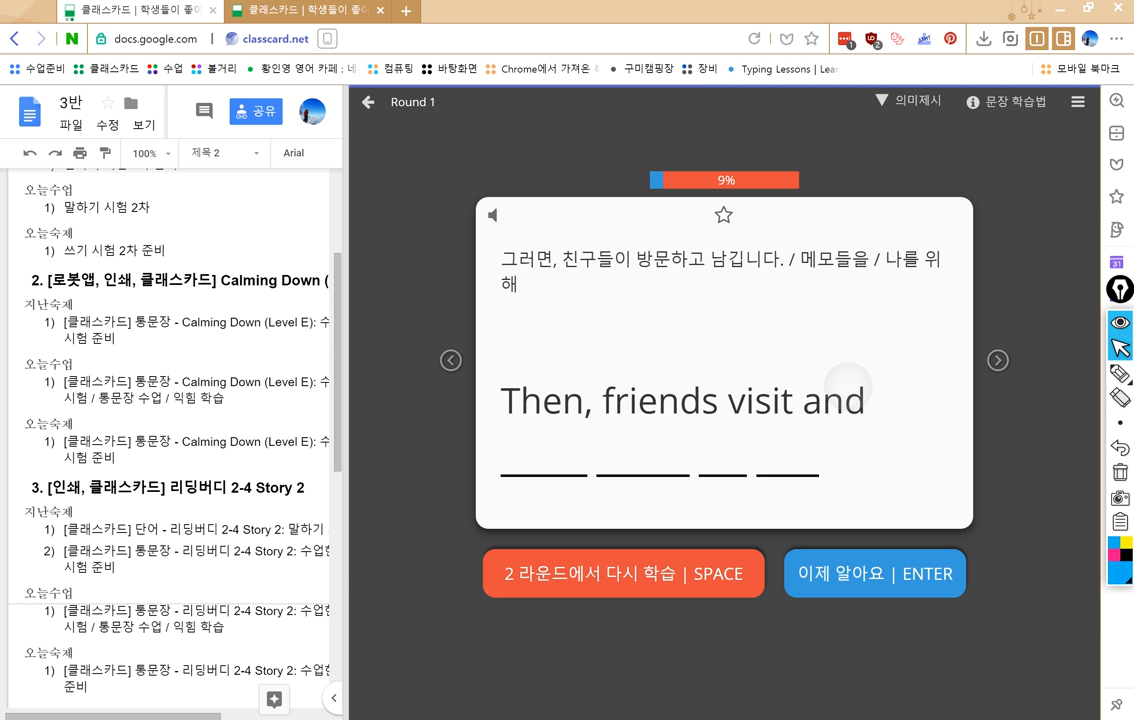 클래스카드 | 학생들이 좋아
클래스카드 | 학생들이 좋아
docs.google.com
classcard.net
수업준비
클래스카드
수업
볼거리
황인영 영어 카페 : 네
컴퓨팅
바탕화면
Chrome에서 가져온
구미캠핑장
장비
Typing Lessons | Lear
모바일 북마크
3반
파일 수정 보기
공유
100%
제목 2
Arial
오늘수업
1) 말하기 시험 2차
오늘숙제
1) 쓰기 시험 2차 준비
2. [로봇앱, 인쇄, 클래스카드] Calming Down (
지난숙제
1) [클래스카드] 통문장 - Calming Down (Level E): 수
시험 준비
오늘수업
1) [클래스카드] 통문장 - Calming Down (Level E): 수
시험 / 통문장 수업 / 익힘 학습
오늘숙제
1) [클래스카드] 통문장 - Calming Down (Level E): 수
시험 준비
3. [인쇄, 클래스카드] 리딩버디 2-4 Story 2
지난숙제
1) [클래스카드] 단어 - 리딩버디 2-4 Story 2: 말하기
2) [클래스카드] 통문장 - 리딩버디 2-4 Story 2: 수업한
시험 준비
오늘수업
1) [클래스카드] 통문장 - 리딩버디 2-4 Story 2: 수업한
시험 / 통문장 수업 / 익힘 학습
오늘숙제
1) [클래스카드] 통문장 - 리딩버디 2-4 Story 2: 수업한
준비
Round 1
의미제시
문장 학습법
9%
그러면, 친구들이 방문하고 남깁니다. / 메모들을 / 나를 위
해
Then, friends visit and
2 라운드에서 다시 학습 | SPACE
이제 알아요 | ENTER
1
2
31